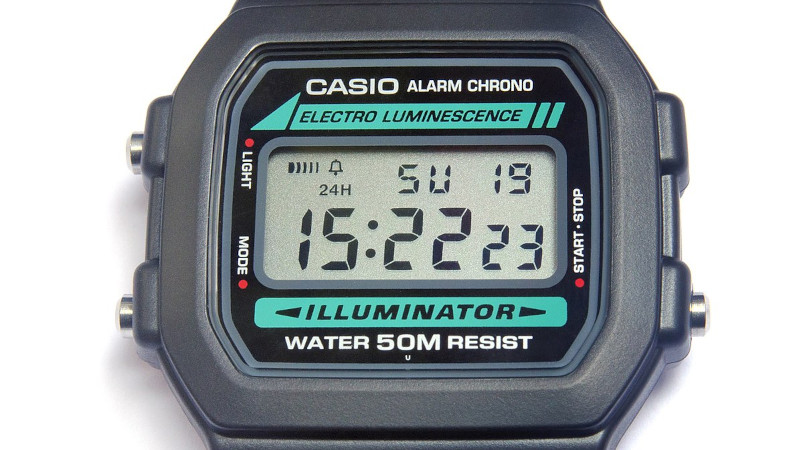 CASIO ALARM CHRONO
ELECTRO LUMINESCENCE
LIGHT
24H
SU 19
15:22 23
MODE
START·STOP
ILLUMINATOR
WATER 50M RESIST
U